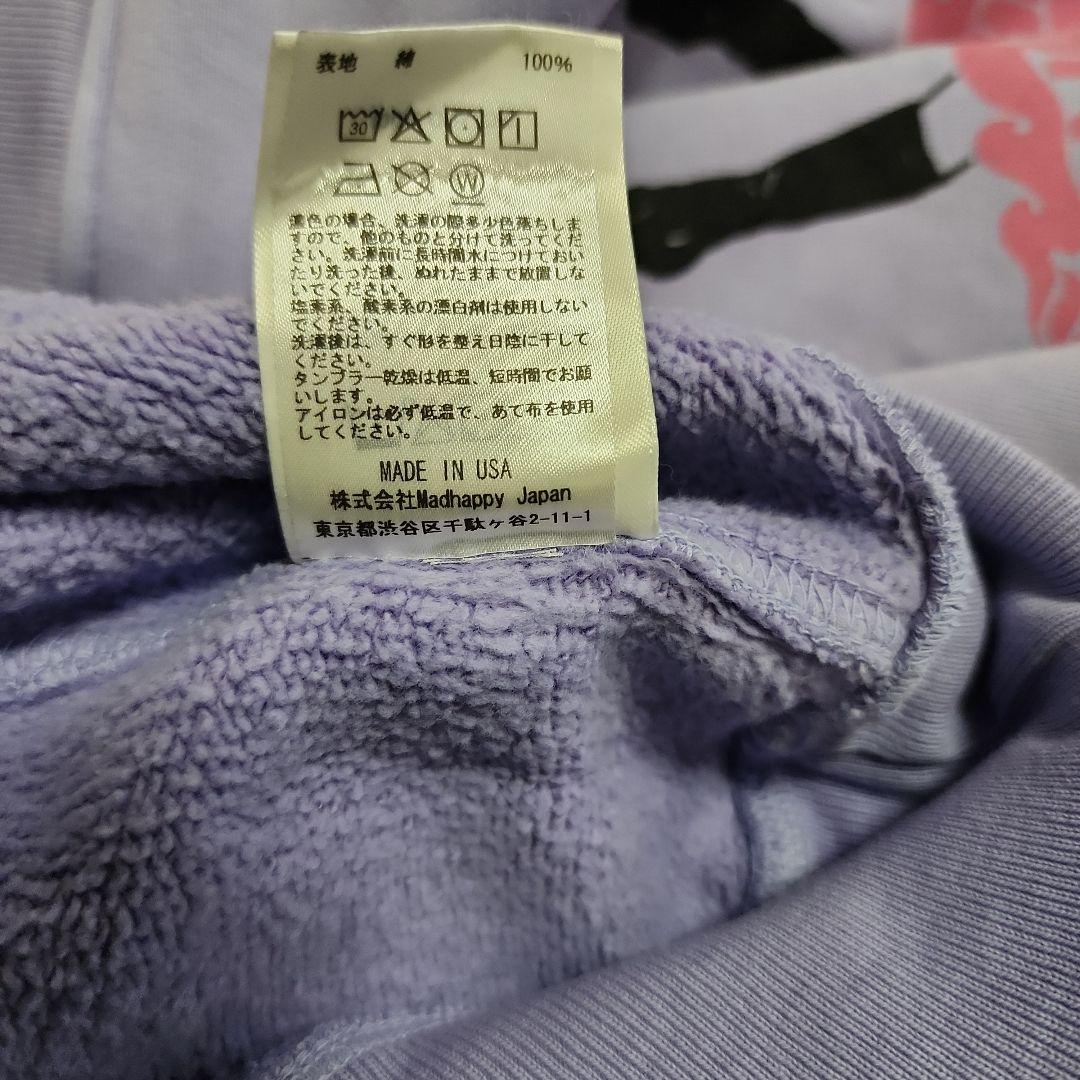 表地 綿 100%
30
W
濃色の場合、洗濯の際多少色落ちしま
すので、他のものと分けて洗ってくだ
さい。洗濯前に長時間水につけておい
たり洗った後、ぬれたままで放置しな
いでください。
塩素系、酸素系の漂白剤は使用しない
でください。
洗濯後は、すぐ形を整え日陰に干して
ください。
タンブラー乾燥は低温、短時間でお願
いします。
アイロンは必ず低温で、あて布を使用
してください。
MADE IN USA
株式会社Madhappy Japan
東京都渋谷区千駄ヶ谷2-11-1